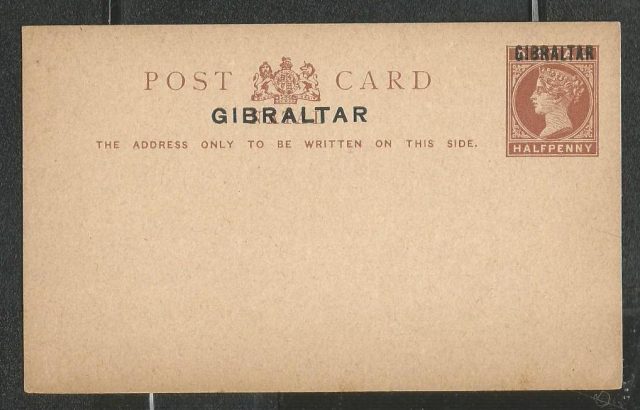 GIBRALTAR
POST CARD
GIBRALTAR
THE ADDRESS ONLY TO BE WRITTEN ON THIS SIDE.
HALFPENNY